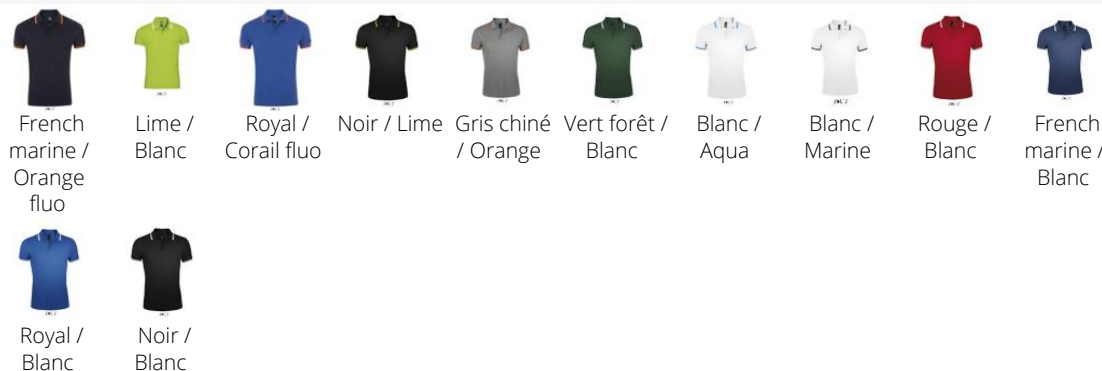 French
marine /
Orange
fluo
Lime /
Blanc
Royal /
Corail fluo
Noir / Lime
Gris chiné
/ Orange
Vert forêt /
Blanc
Blanc /
Aqua
Blanc /
Marine
Rouge /
Blanc
French
marine /
Blanc
Royal /
Blanc
Noir /
Blanc